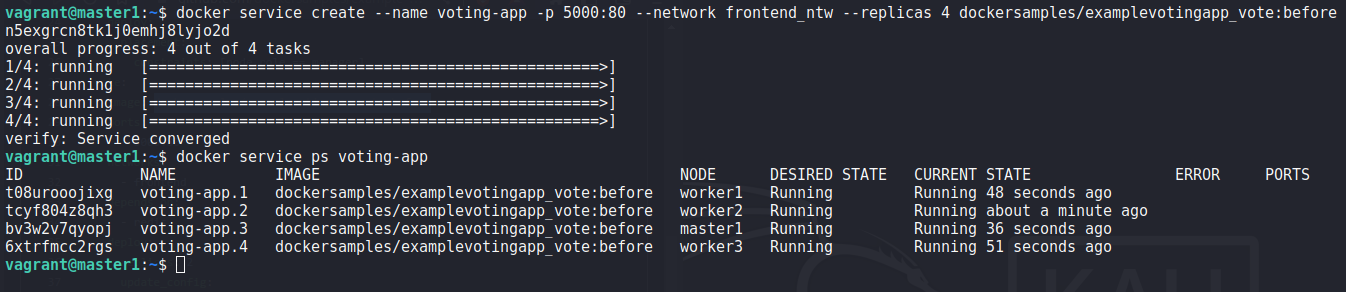 vagrant@master1:~$ docker service create --name voting-app -p 5000:80 --network frontend_ntw --replicas 4 dockersamples/examplevotingapp_vote:before
n5exgrcn8tk1j0emhj8lyjo2d
overall progress: 4 out of 4 tasks
1/4: running   [==================================================>]
2/4: running   [==================================================>]
3/4: running   [==================================================>]
4/4: running   [==================================================>]
verify: Service converged
vagrant@master1:~$ docker service ps voting-app
ID             NAME           IMAGE                                       NODE      DESIRED STATE   CURRENT STATE                ERROR     PORTS
t08urooojixg   voting-app.1   dockersamples/examplevotingapp_vote:before   worker1   Running         Running 48 seconds ago
tcyf804z8qh3   voting-app.2   dockersamples/examplevotingapp_vote:before   worker2   Running         Running about a minute ago
bv3w2v7qyopj   voting-app.3   dockersamples/examplevotingapp_vote:before   master1   Running         Running 36 seconds ago
6xtrfmcc2rgs   voting-app.4   dockersamples/examplevotingapp_vote:before   worker3   Running         Running 51 seconds ago
vagrant@master1:~$
KALI